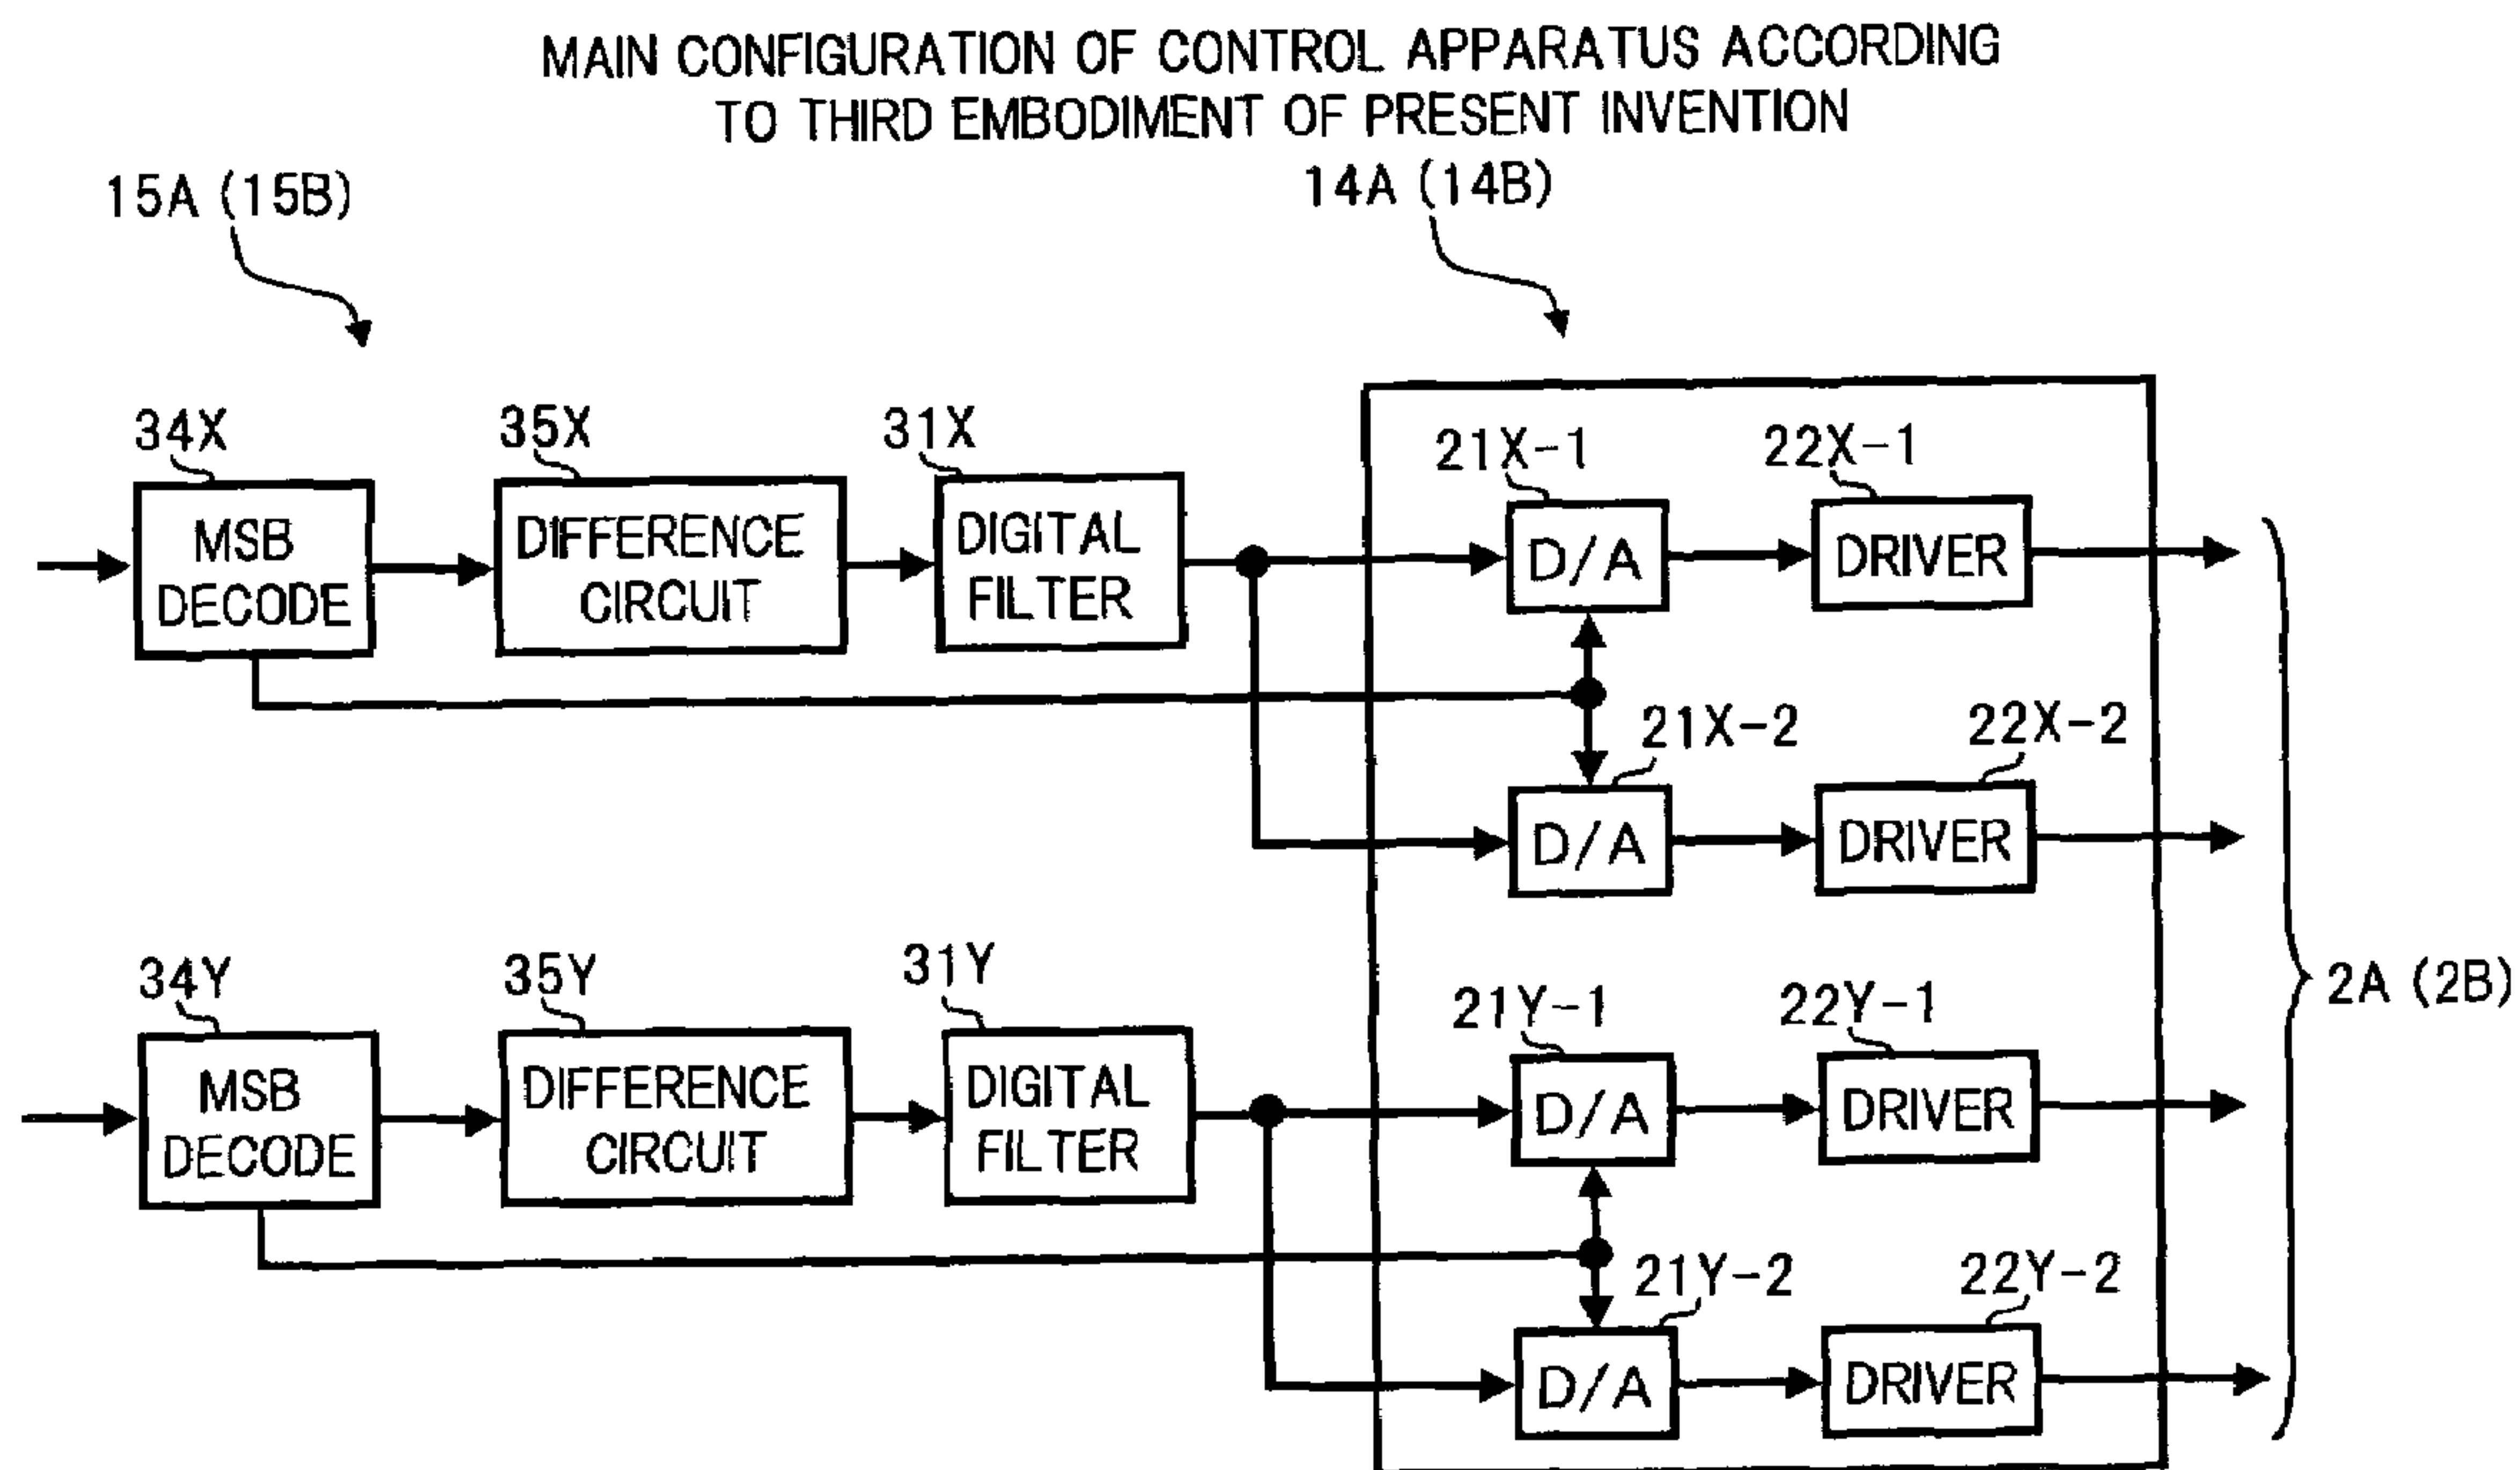 MAIN CONFIGURATION OF CONTROL APPARATUS ACCORDING
TO THIRD EMBODIMENT OF PRESENT INVENTION
15A (15B)
14A (14B)
34X
35X
31X
21X-1
22X-1
MSB
DECODE
DIFFERENCE
CIRCUIT
DIGITAL
FILTER
D/A
DRIVER
21X-2
22X-2
D/A
DRIVER
34Y
35Y
31Y
21Y-1
22Y-1
2A (2B)
MSB
DECODE
DIFFERENCE
CIRCUIT
DIGITAL
FILTER
D/A
DRIVER
21Y-2
22Y-2
D/A
DRIVER